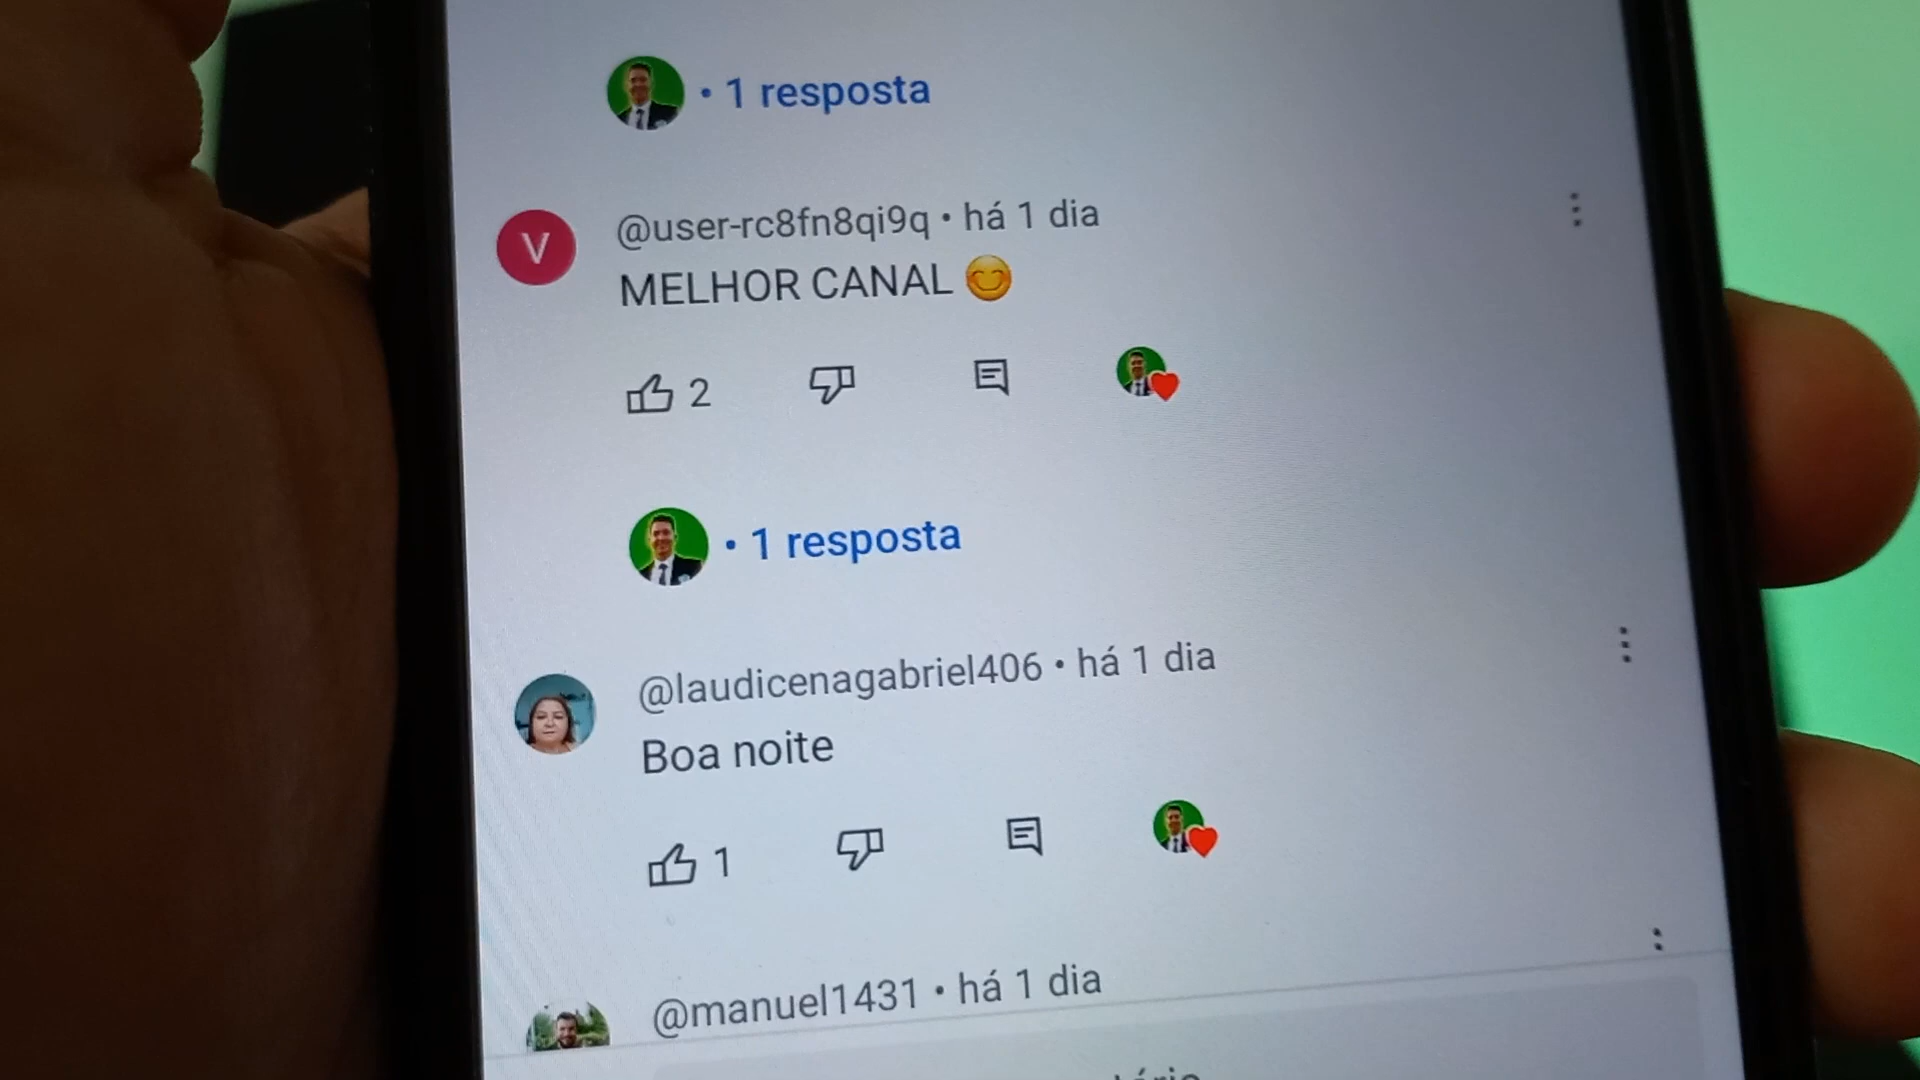 • 1 resposta
V
@user-rc8fn8qi9q • há 1 dia
MELHOR CANAL 😊
2
• 1 resposta
@laudicenagabriel406 • há 1 dia
Boa noite
1
@manuel1431 • há 1 dia